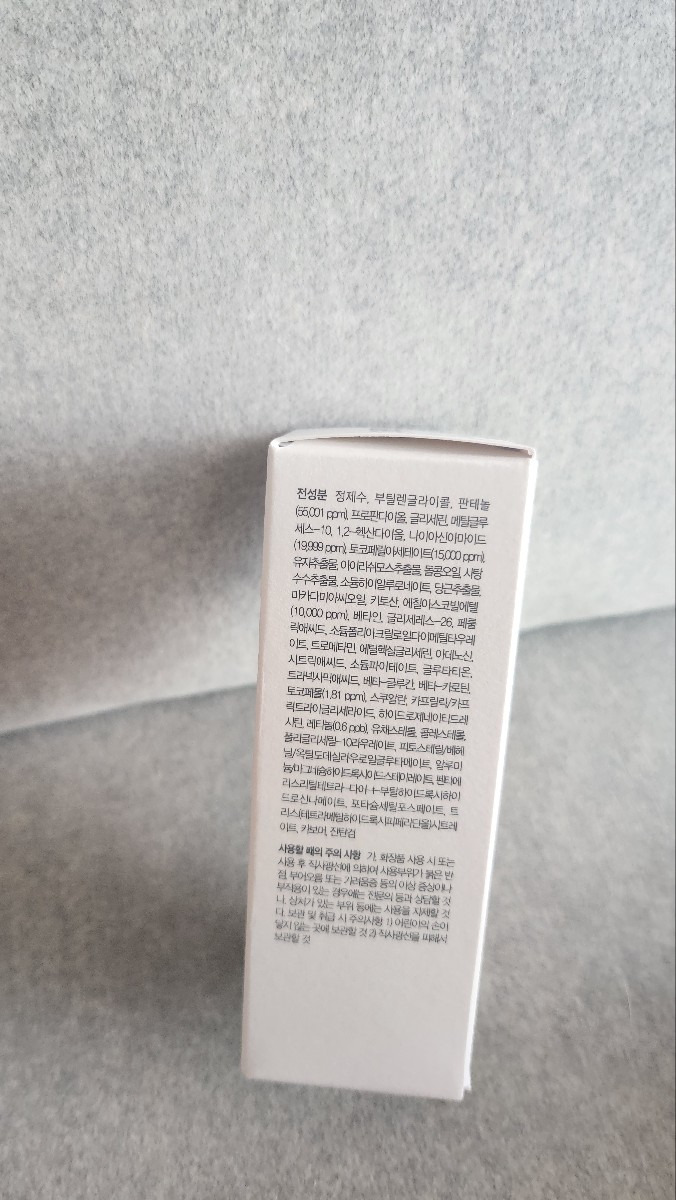 전성분 정제수, 부틸렌글라이콜, 판테놀
(55,001 ppm), 프로판다이올, 글리세린, 메틸글루
세스-10, 1,2-헥산다이올, 나이아신아마이드
(19,999 ppm), 토코페릴아세테이트(15,000 ppm),
유자추출물, 아이리쉬모스추출물, 돌콩오일, 사탕
수수추출물, 소듐하이알루로네이트, 당근추출물,
마카다미아씨오일, 키토산, 에칠아스코빌에텔
(10,000 ppm), 베타인, 글리세레스-26, 페룰
릭애씨드, 소듐폴리아크릴로일다이메틸타우레
이트, 트로메타민, 에틸헥실글리세린, 아데노신,
시트릭애씨드, 소듐파이테이트, 글루타티온,
트라넥사믹애씨드, 베타-글루칸, 베타-카로틴,
토코페롤(1.81 ppm), 스쿠알란, 카프릴릭/카프
릭트라이글리세라이드, 하이드로제네이티드레
시틴, 레티놀(0.6 ppb), 유채스테롤, 콜레스테롤,
폴리글리세릴-10라우레이트, 피토스테릴/베헤
닐/옥틸도데실라우로일글루타메이트, 알루미
늄/마그네슘하이드록사이드스테아레이트, 펜타에
리스리틸테트라-다이-t-부틸하이드록시하이
드로신나메이트, 포타슘세틸포스페이트, 트
리스(테트라메틸하이드록시피페리딘올)시트레
이트, 카보머, 잔탄검
사용할 때의 주의 사항 가. 화장품 사용 시 또는
사용 후 직사광선에 의하여 사용부위가 붉은 반
점, 부어오름 또는 가려움증 등의 이상 증상이나
부작용이 있는 경우에는 전문의 등과 상담할 것
나. 상처가 있는 부위 등에는 사용을 자제할 것
다. 보관 및 취급 시 주의사항 1) 어린이의 손이
닿지 않는 곳에 보관할 것 2) 직사광선을 피해서
보관할 것